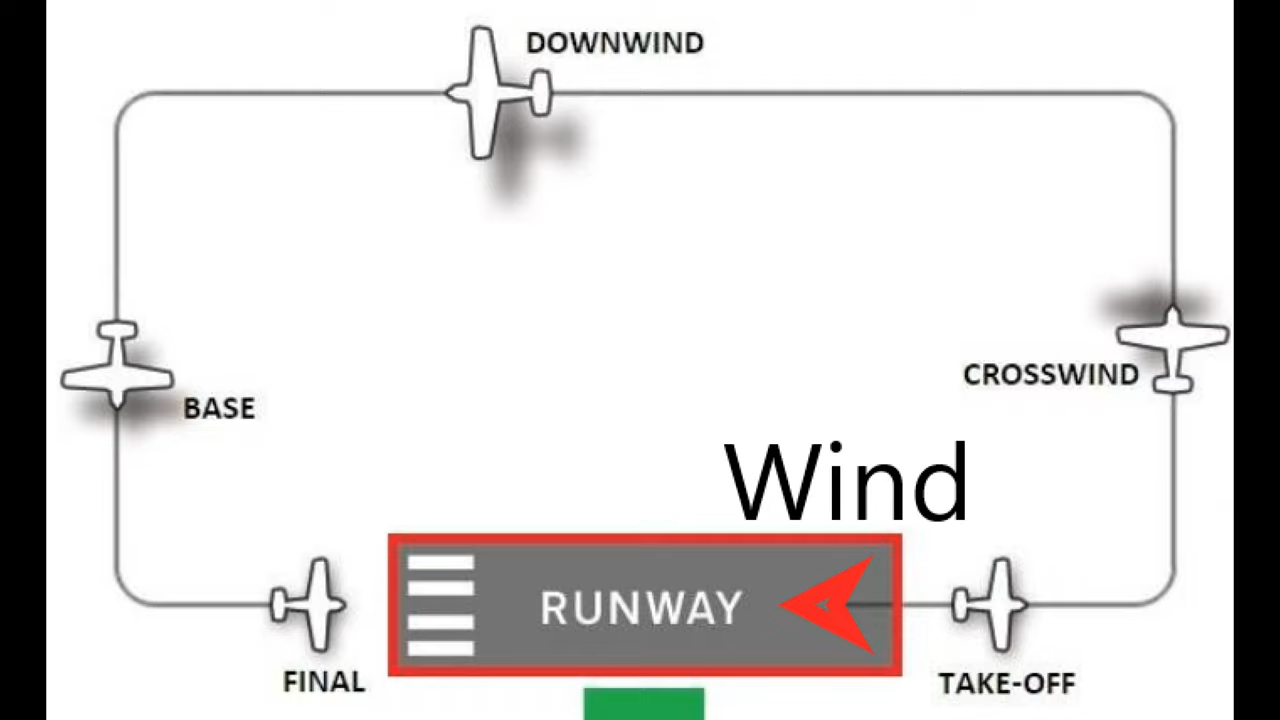 DOWNWIND
BASE
CROSSWIND
Wind
RUNWAY
FINAL
TAKE-OFF